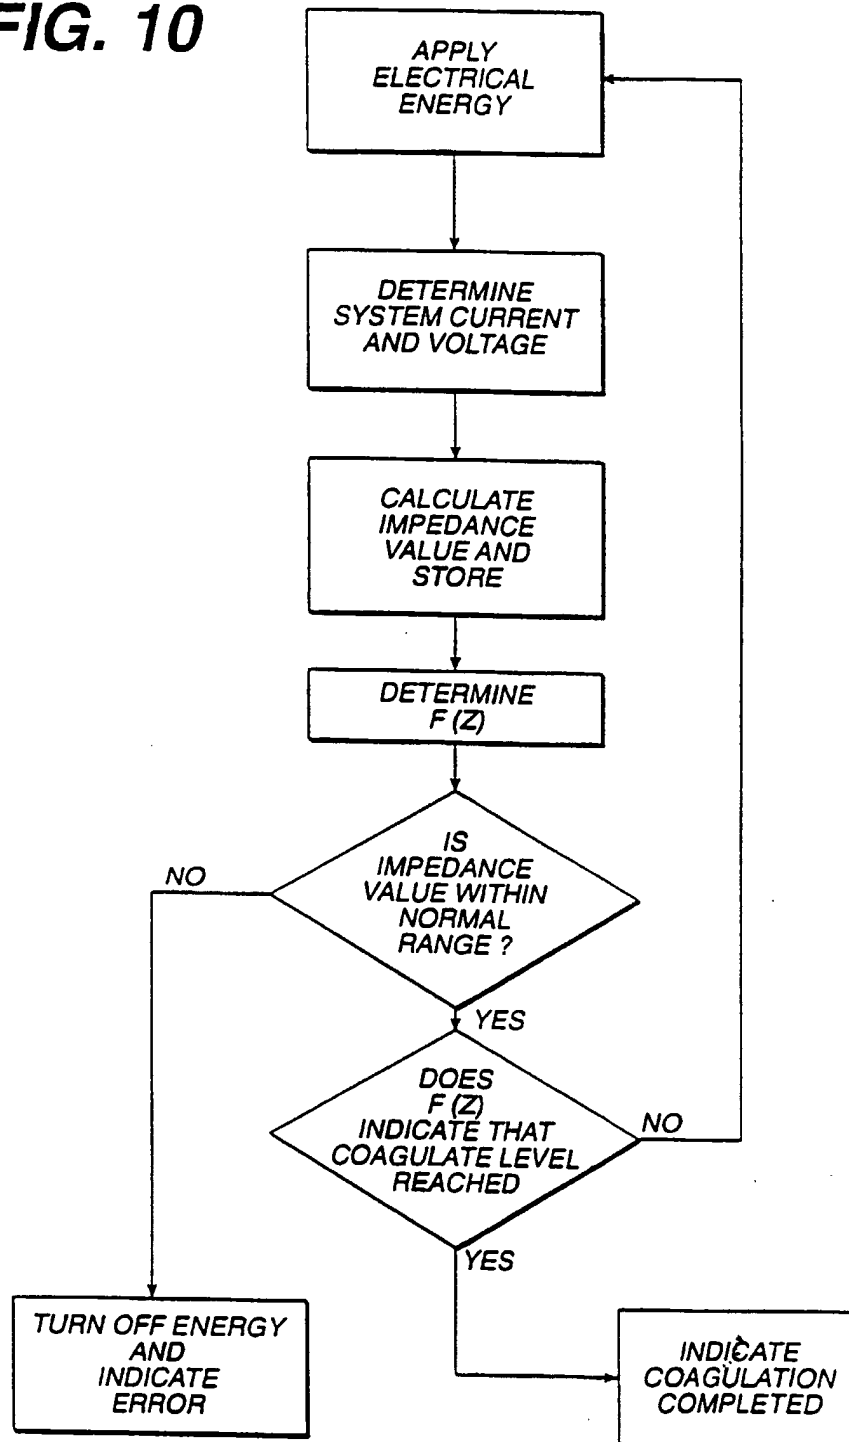 FIG. 10
APPLY
ELECTRICAL
ENERGY
DETERMINE
SYSTEM CURRENT
AND VOLTAGE
CALCULATE
IMPEDANCE
VALUE AND
STORE
DETERMINE
F (Z)
IS
IMPEDANCE
VALUE WITHIN
NORMAL
RANGE ?
NO
YES
DOES
F (Z)
INDICATE THAT
COAGULATE LEVEL
REACHED
NO
YES
TURN OFF ENERGY
AND
INDICATE
ERROR
INDICATE
COAGULATION
COMPLETED